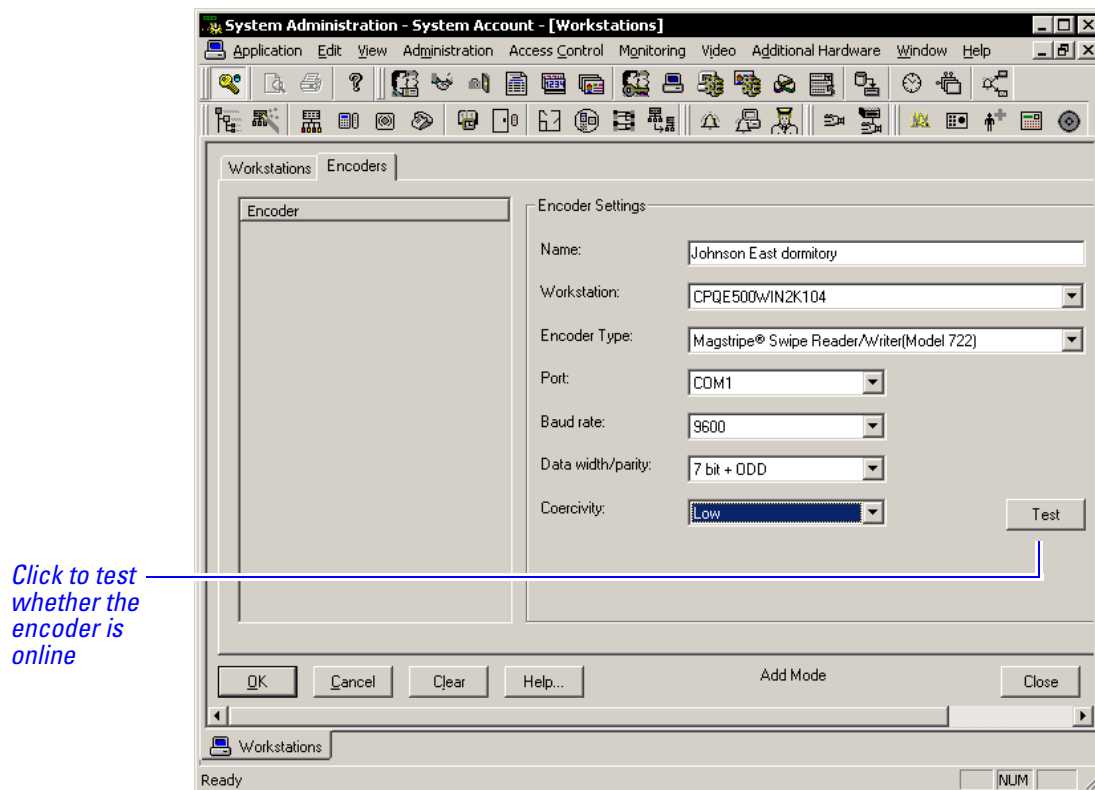 System Administration - System Account - [Workstations]
Application Edit View Administration Access Control Monitoring Video Additional Hardware Window Help
Workstations Encoders
Encoder
Encoder Settings
Name: Johnson East dormitory
Workstation: CPQE500WIN2K104
Encoder Type: Magstripe® Swipe Reader/Writer(Model 722)
Port: COM1
Baud rate: 9600
Data width/parity: 7 bit + ODD
Coercivity: Low
Test
Click to test
whether the
encoder is
online
OK Cancel Clear Help... Add Mode Close
Workstations
Ready NUM